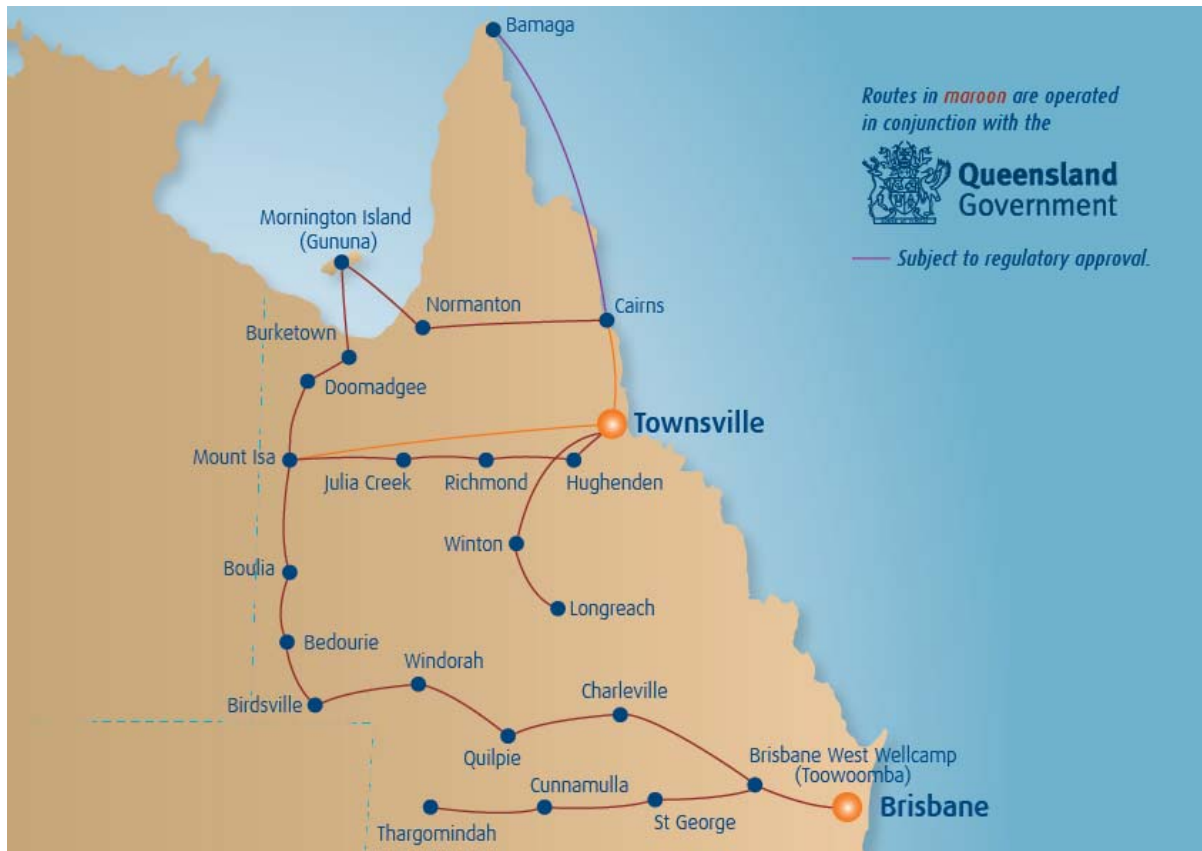 Bamaga
Routes in maroon are operated
in conjunction with the
Queensland
Government
Subject to regulatory approval.
Mornington Island
(Gununa)
Normanton
Cairns
Burketown
Doomadgee
Townsville
Mount Isa
Julia Creek
Richmond
Hughenden
Winton
Boulia
Longreach
Bedourie
Windorah
Birdsville
Charleville
Quilpie
Brisbane West Wellcamp
(Toowoomba)
Cunnamulla
Brisbane
St George
Thargomindah